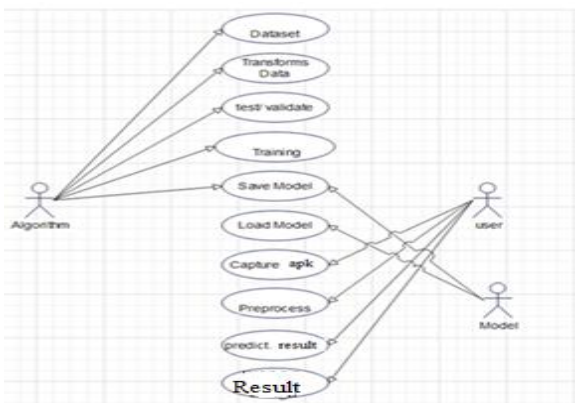 Dataset
Transforms
Data
test/ validate
Training
Save Model
Algorithm
Load Model
user
Capture apk
Preprocess
Model
predict. result
Result